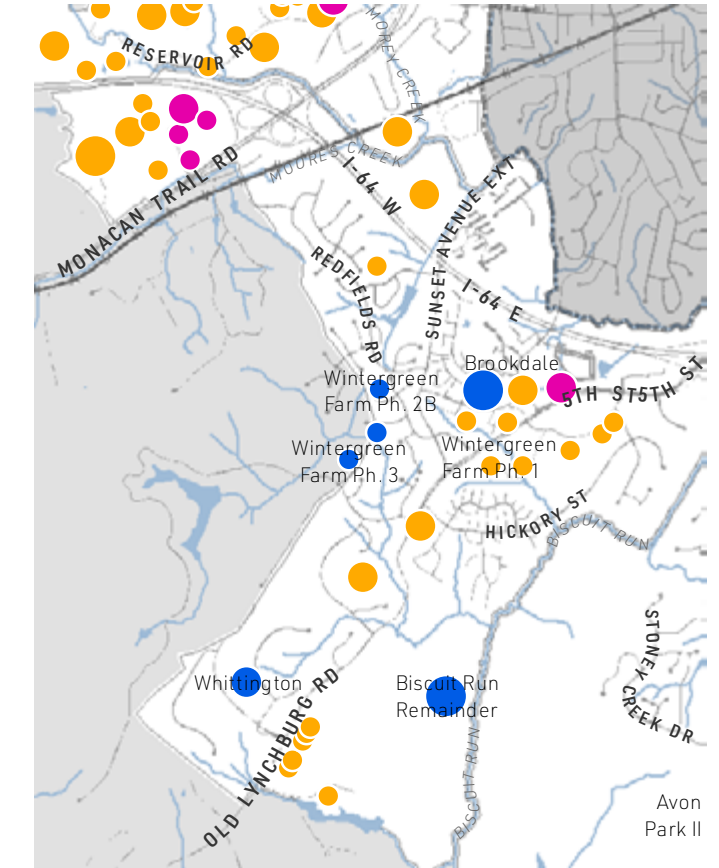 RESERVOIR RD
MOREY CREEK
MOORES CREEK
I-64 W
MONACAN TRAIL RD
SUNSET AVENUE EXT
REDFIELDS RD
I-64 E
Brookdale
Wintergreen
Farm Ph. 2B
5TH ST5TH ST
Wintergreen
Farm Ph. 1
Wintergreen
Farm Ph. 3
HICKORY ST
BISCUIT RUN
STONEY
CREEK DR
Whittington
Biscuit Run
Remainder
OLD LYNCHBURG RD
BISCUIT RUN
Avon
Park II